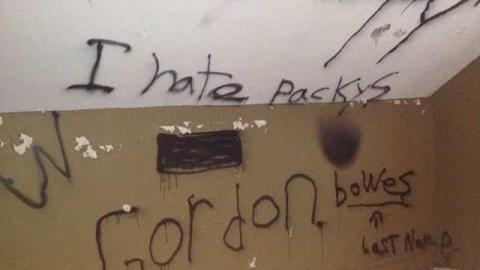 I hate packys
W
Gordon bowes
↑
Last Name